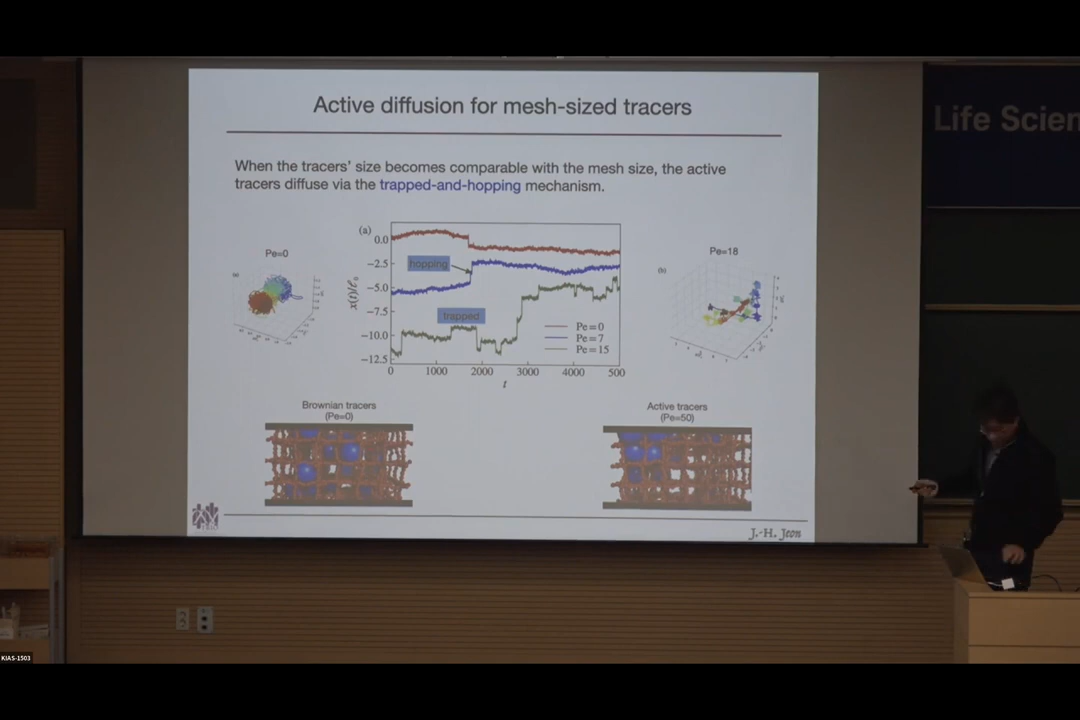 Active diffusion for mesh-sized tracers
Life Scien
When the tracers' size becomes comparable with the mesh size, the active
tracers diffuse via the trapped-and-hopping mechanism.
Pe=0
(a)
0.0
−2.5
−5.0
−7.5
−10.0
−12.5
x(t)/ℓ₀
hopping
trapped
Pe=0
Pe=7
Pe=15
0
1000
2000
3000
4000
500
t
Pe=18
(b)
Brownian tracers
(Pe=0)
Active tracers
(Pe=50)
J.-H. Jeon
KIAS-1503